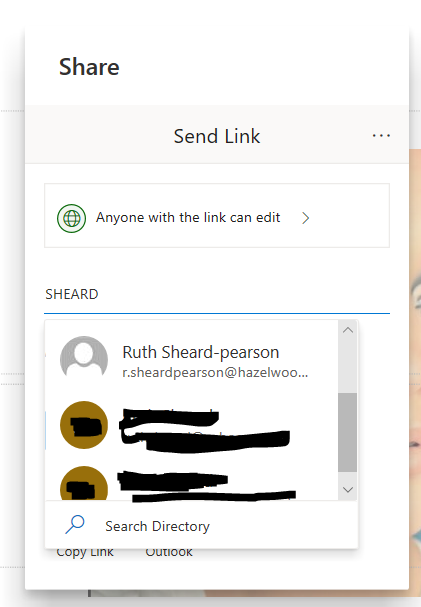 Share
Send Link
Anyone with the link can edit
SHEARD
Ruth Sheard-pearson
r.sheardpearson@hazelwoo...
Search Directory
Copy Link
Outlook